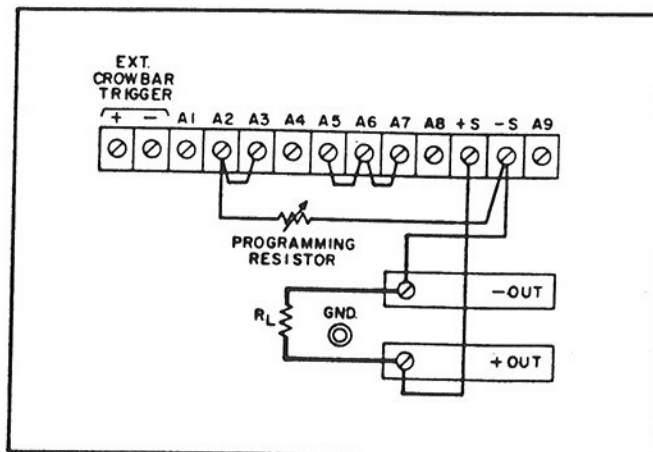 EXT.
CROWBAR
TRIGGER
+ − A1 A2 A3 A4 A5 A6 A7 A8 +S −S A9
PROGRAMMING
RESISTOR
−OUT
RL GND.
+OUT